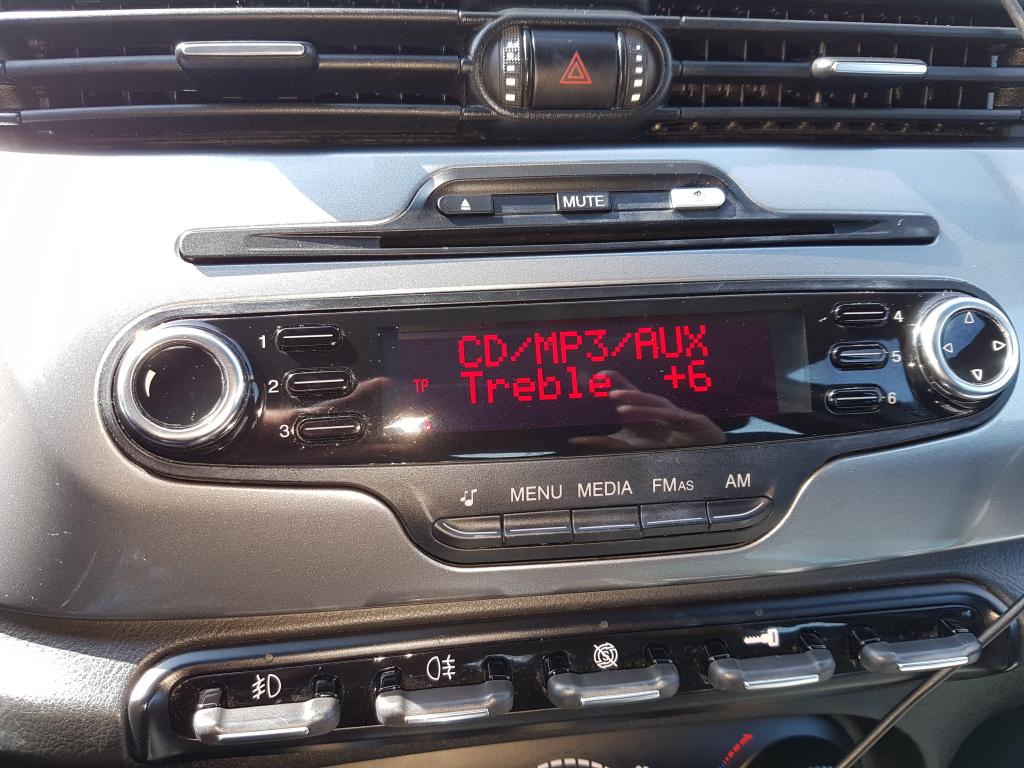 MUTE
1
2
3
TP
CD/MP3/AUX
Treble +6
4
5
6
MENU MEDIA FMAS AM